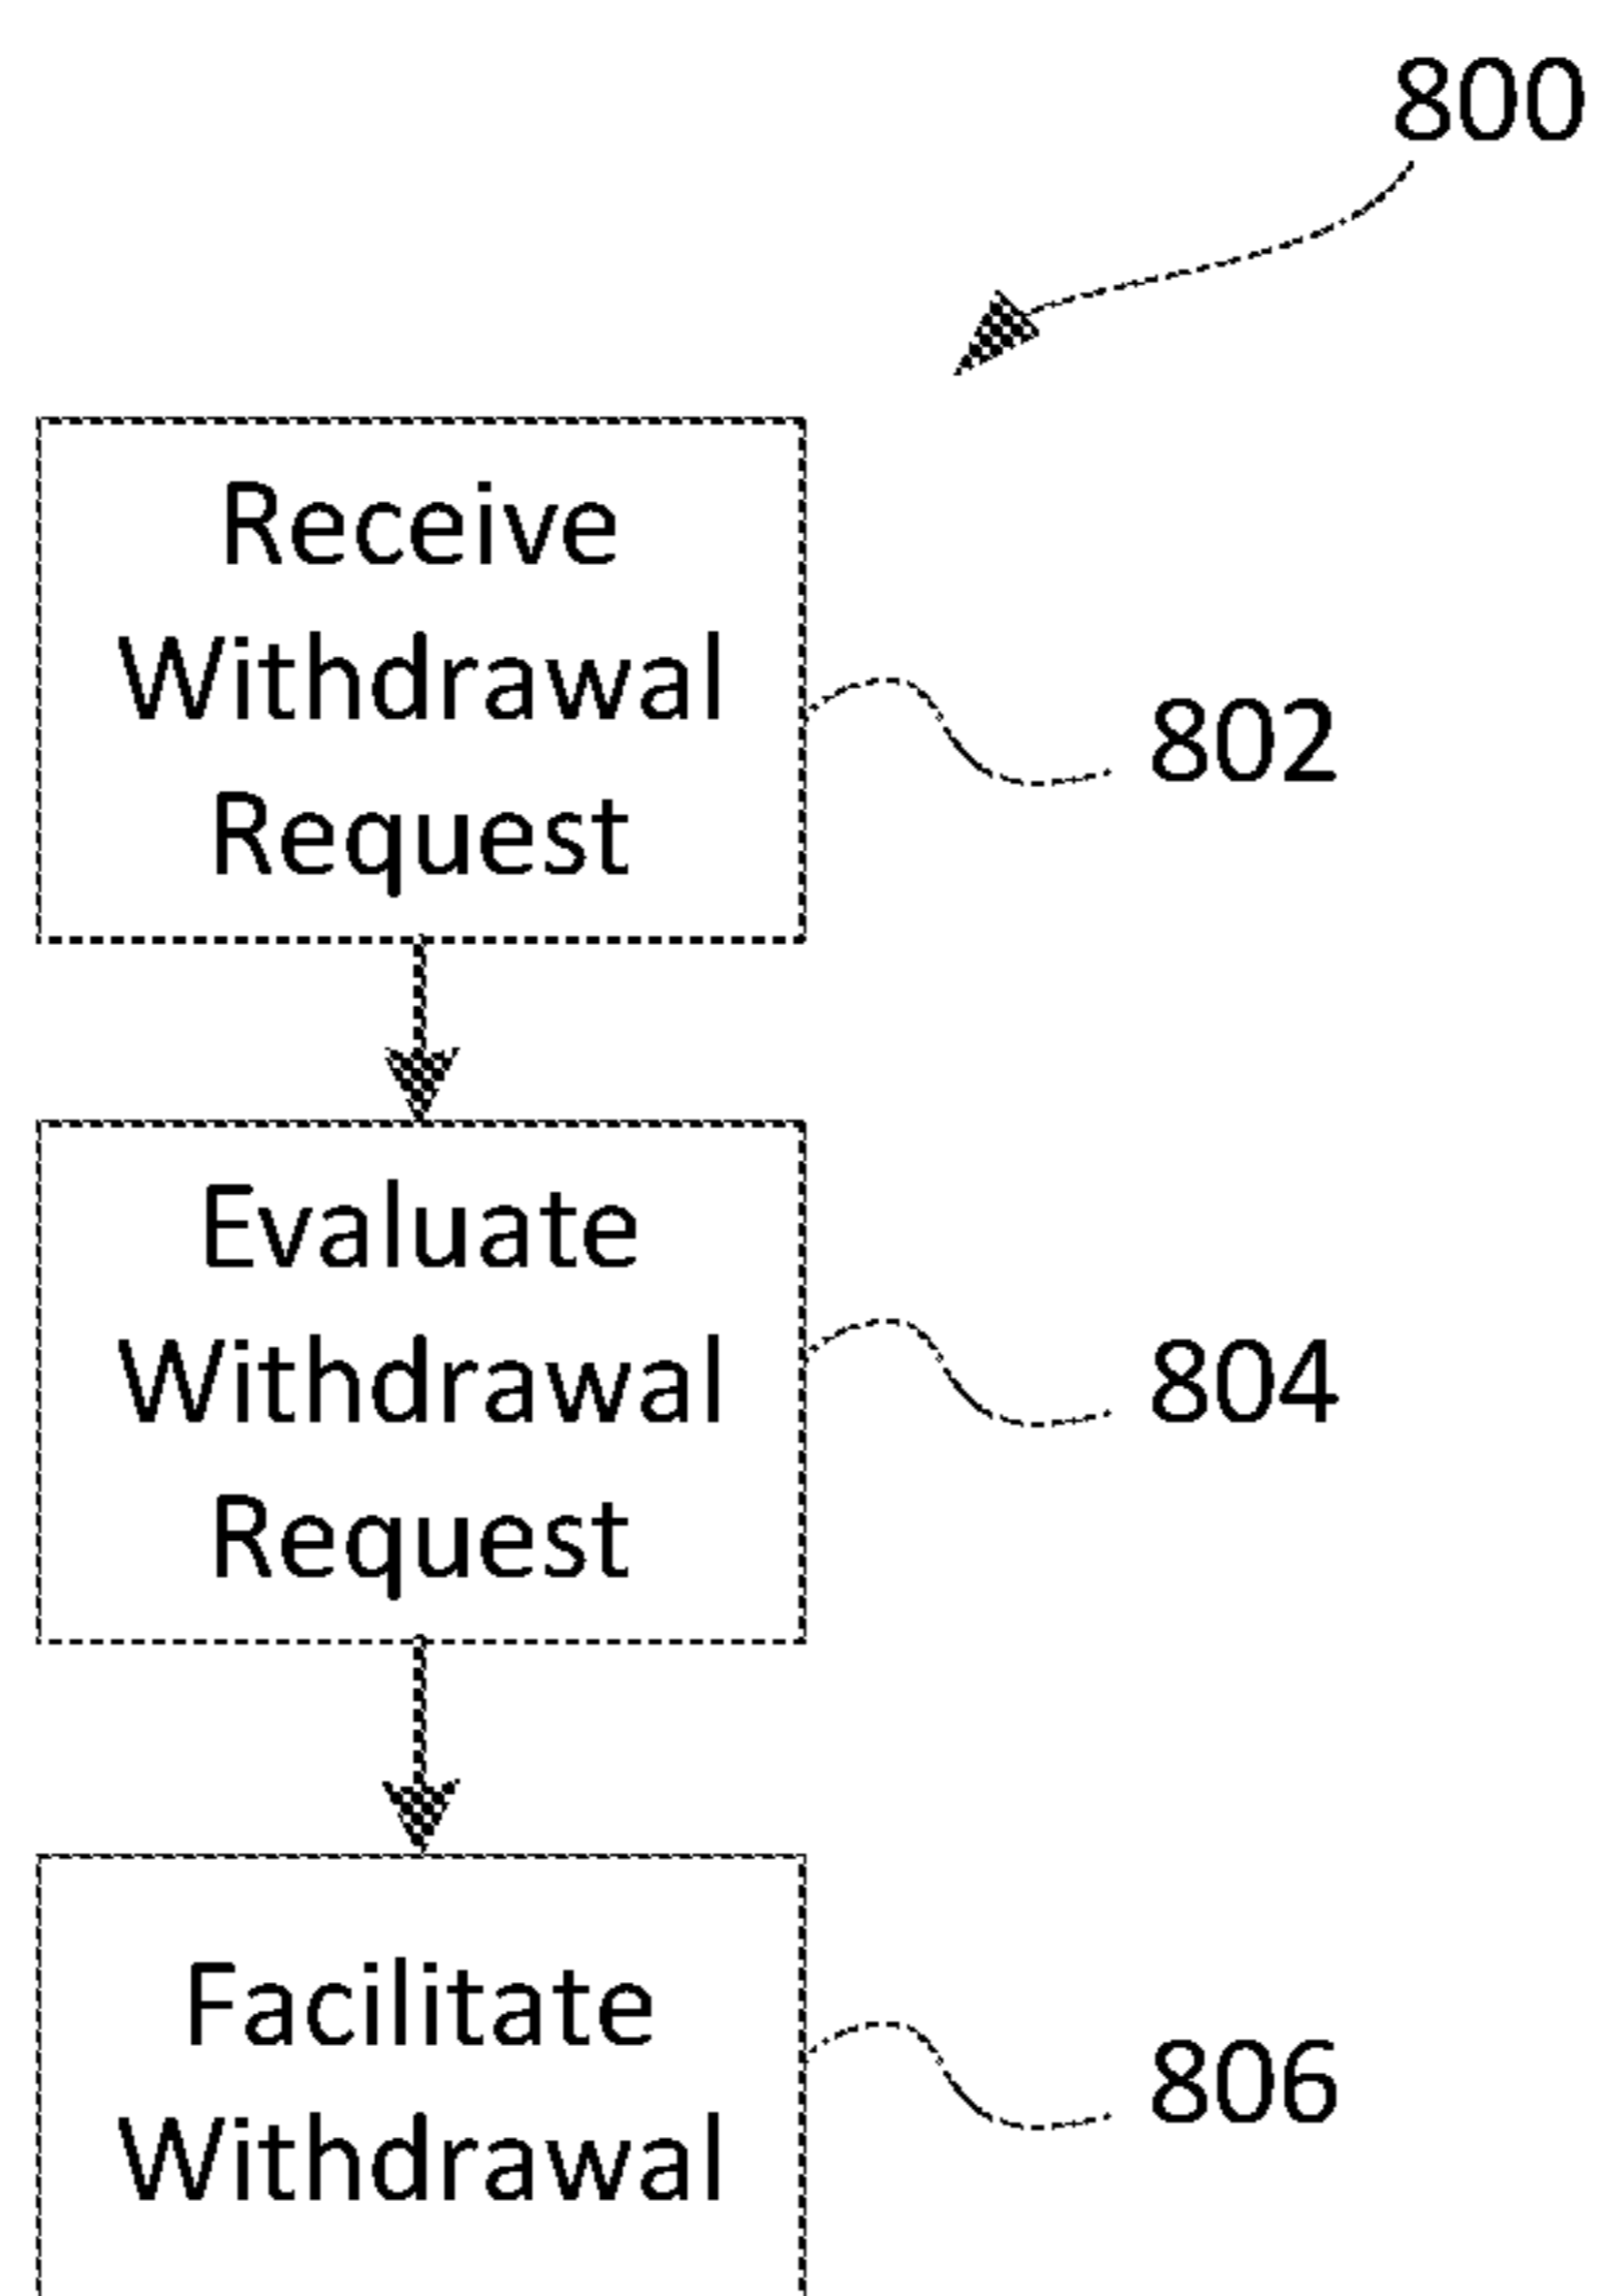 800
Receive
Withdrawal
Request
802
Evaluate
Withdrawal
Request
804
Facilitate
Withdrawal
806